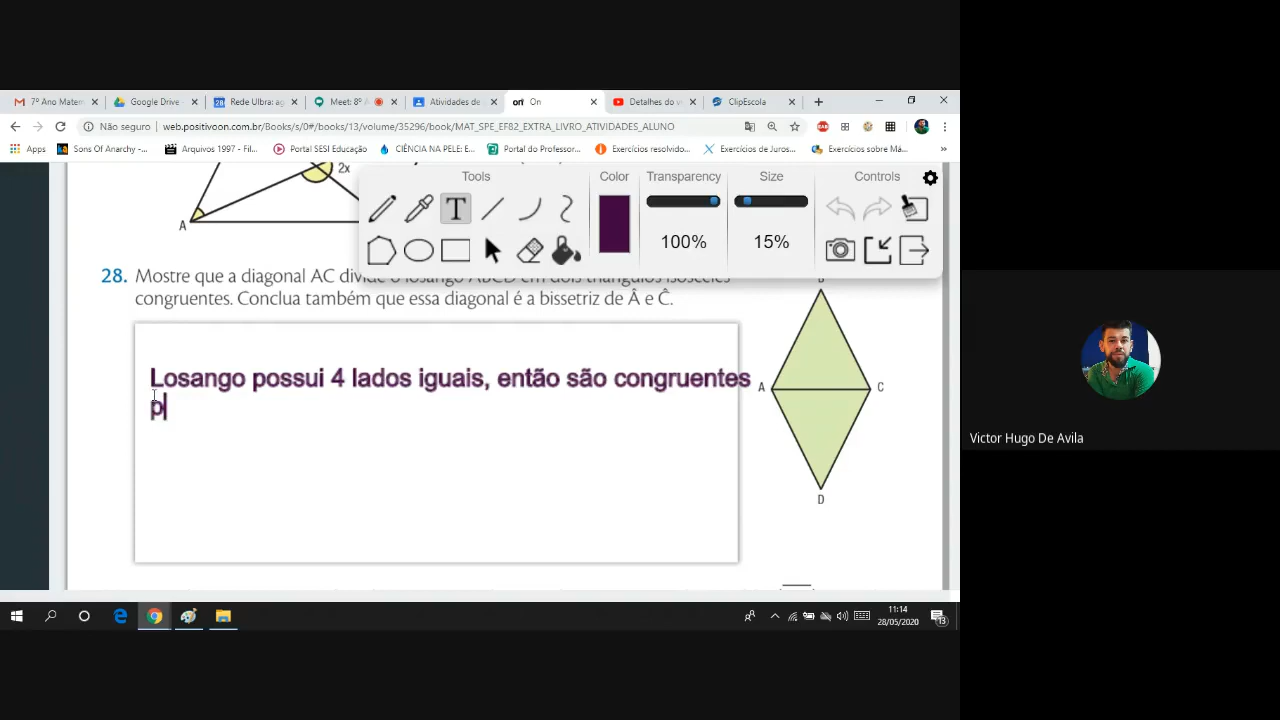 7º Ano Matem
Google Drive
Rede Ulbra: ag
Meet: 8º
Atividades de
on On
Detalhes do v
ClipEscola
Não seguro
web.positivoon.com.br/Books/s/0#/books/13/volume/35296/book/MAT_SPE_EF82_EXTRA_LIVRO_ATIVIDADES_ALUNO
Apps
Sons Of Anarchy -...
Arquivos 1997 - Fil...
Portal SESI Educação
CIÊNCIA NA PELE: E...
Portal do Professor...
Exercícios resolvido...
Exercícios de Juros...
Exercícios sobre Má...
»
2x
A
Tools
Color
Transparency
Size
Controls
T
100%
15%
28. Mostre que a diagonal AC divide o losango ABCD em dois triângulos isósceles
congruentes. Conclua também que essa diagonal é a bissetriz de Â e Ĉ.
Losango possui 4 lados iguais, então são congruentes
p
B
A
C
D
Victor Hugo De Avila
11:14
28/05/2020
13